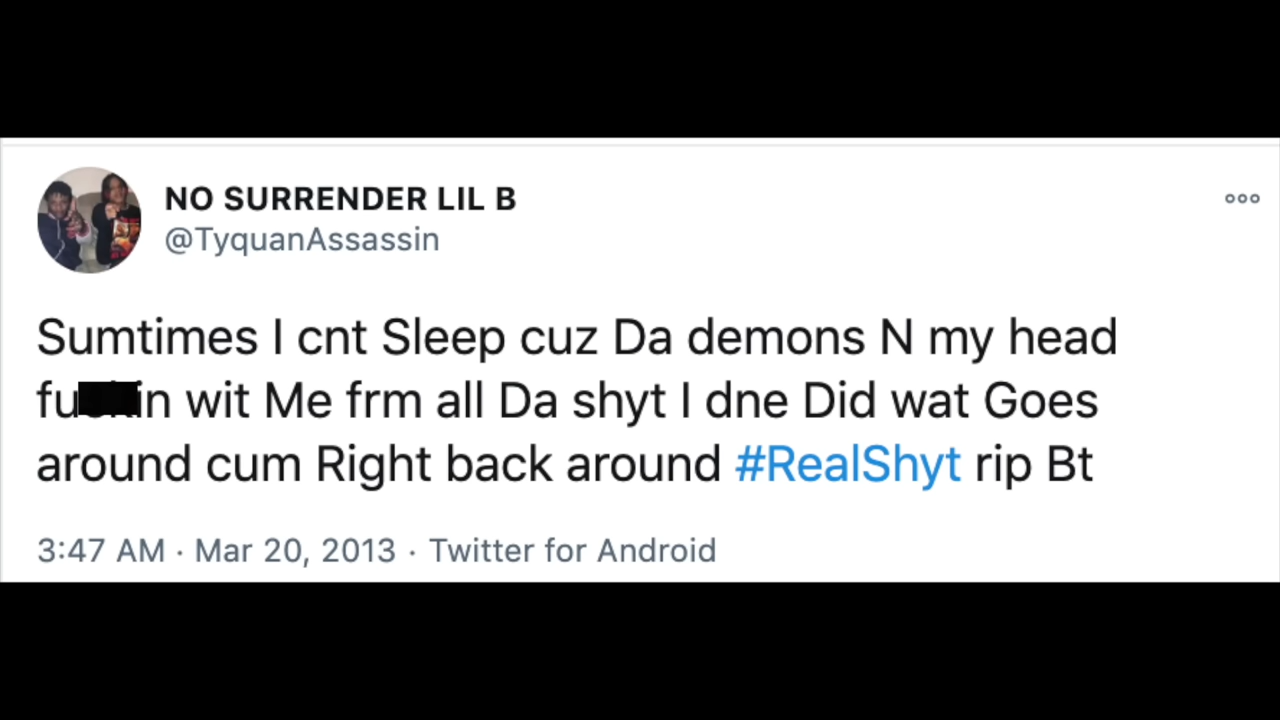 NO SURRENDER LIL B
@TyquanAssassin
Sumtimes I cnt Sleep cuz Da demons N my head
fuckin wit Me frm all Da shyt I dne Did wat Goes
around cum Right back around #RealShyt rip Bt
3:47 AM · Mar 20, 2013 · Twitter for Android